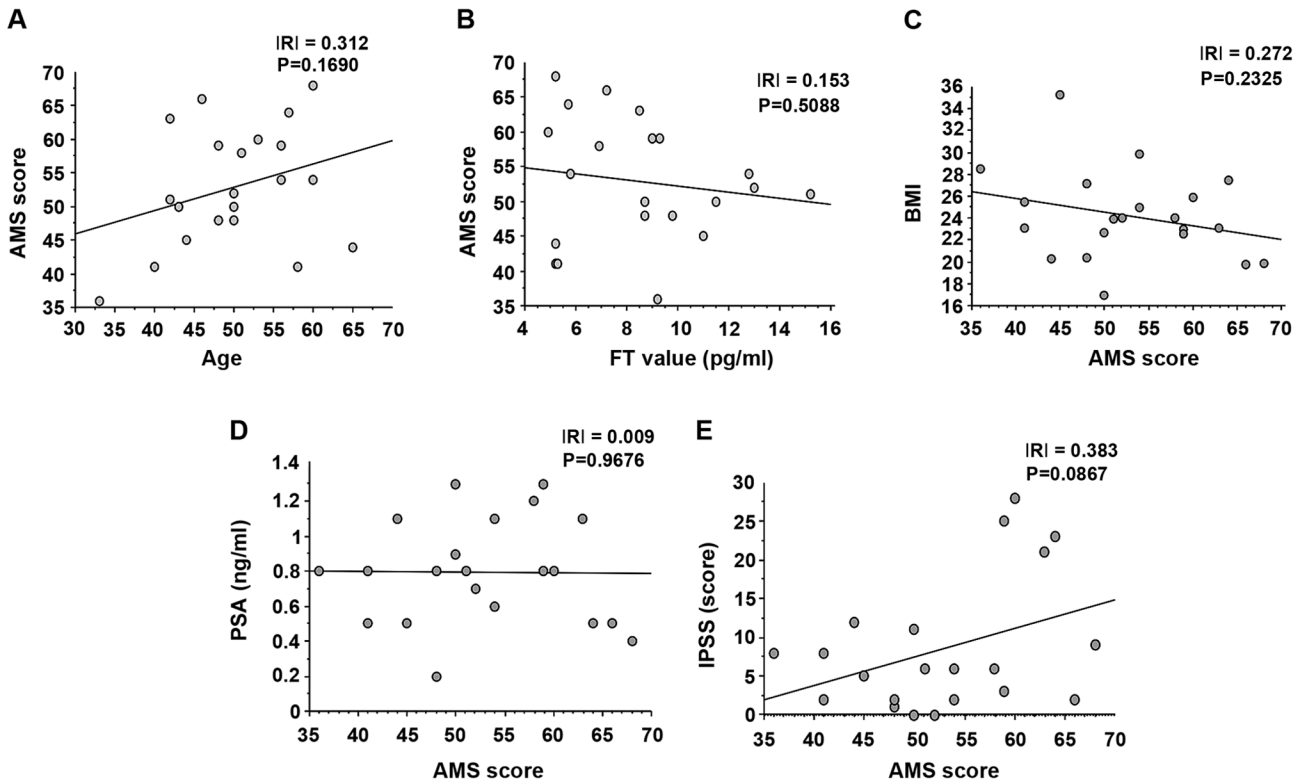 A
|R| = 0.312
P=0.1690
AMS score
70
65
60
55
50
45
40
35
30 35 40 45 50 55 60 65 70
Age
B
|R| = 0.153
P=0.5088
AMS score
70
65
60
55
50
45
40
35
4 6 8 10 12 14 16
FT value (pg/ml)
C
|R| = 0.272
P=0.2325
BMI
36
34
32
30
28
26
24
22
20
18
16
35 40 45 50 55 60 65 70
AMS score
D
|R| = 0.009
P=0.9676
PSA (ng/ml)
1.4
1.2
1
0.8
0.6
0.4
0.2
0
35 40 45 50 55 60 65 70
AMS score
E
|R| = 0.383
P=0.0867
IPSS (score)
30
25
20
15
10
5
0
35 40 45 50 55 60 65 70
AMS score